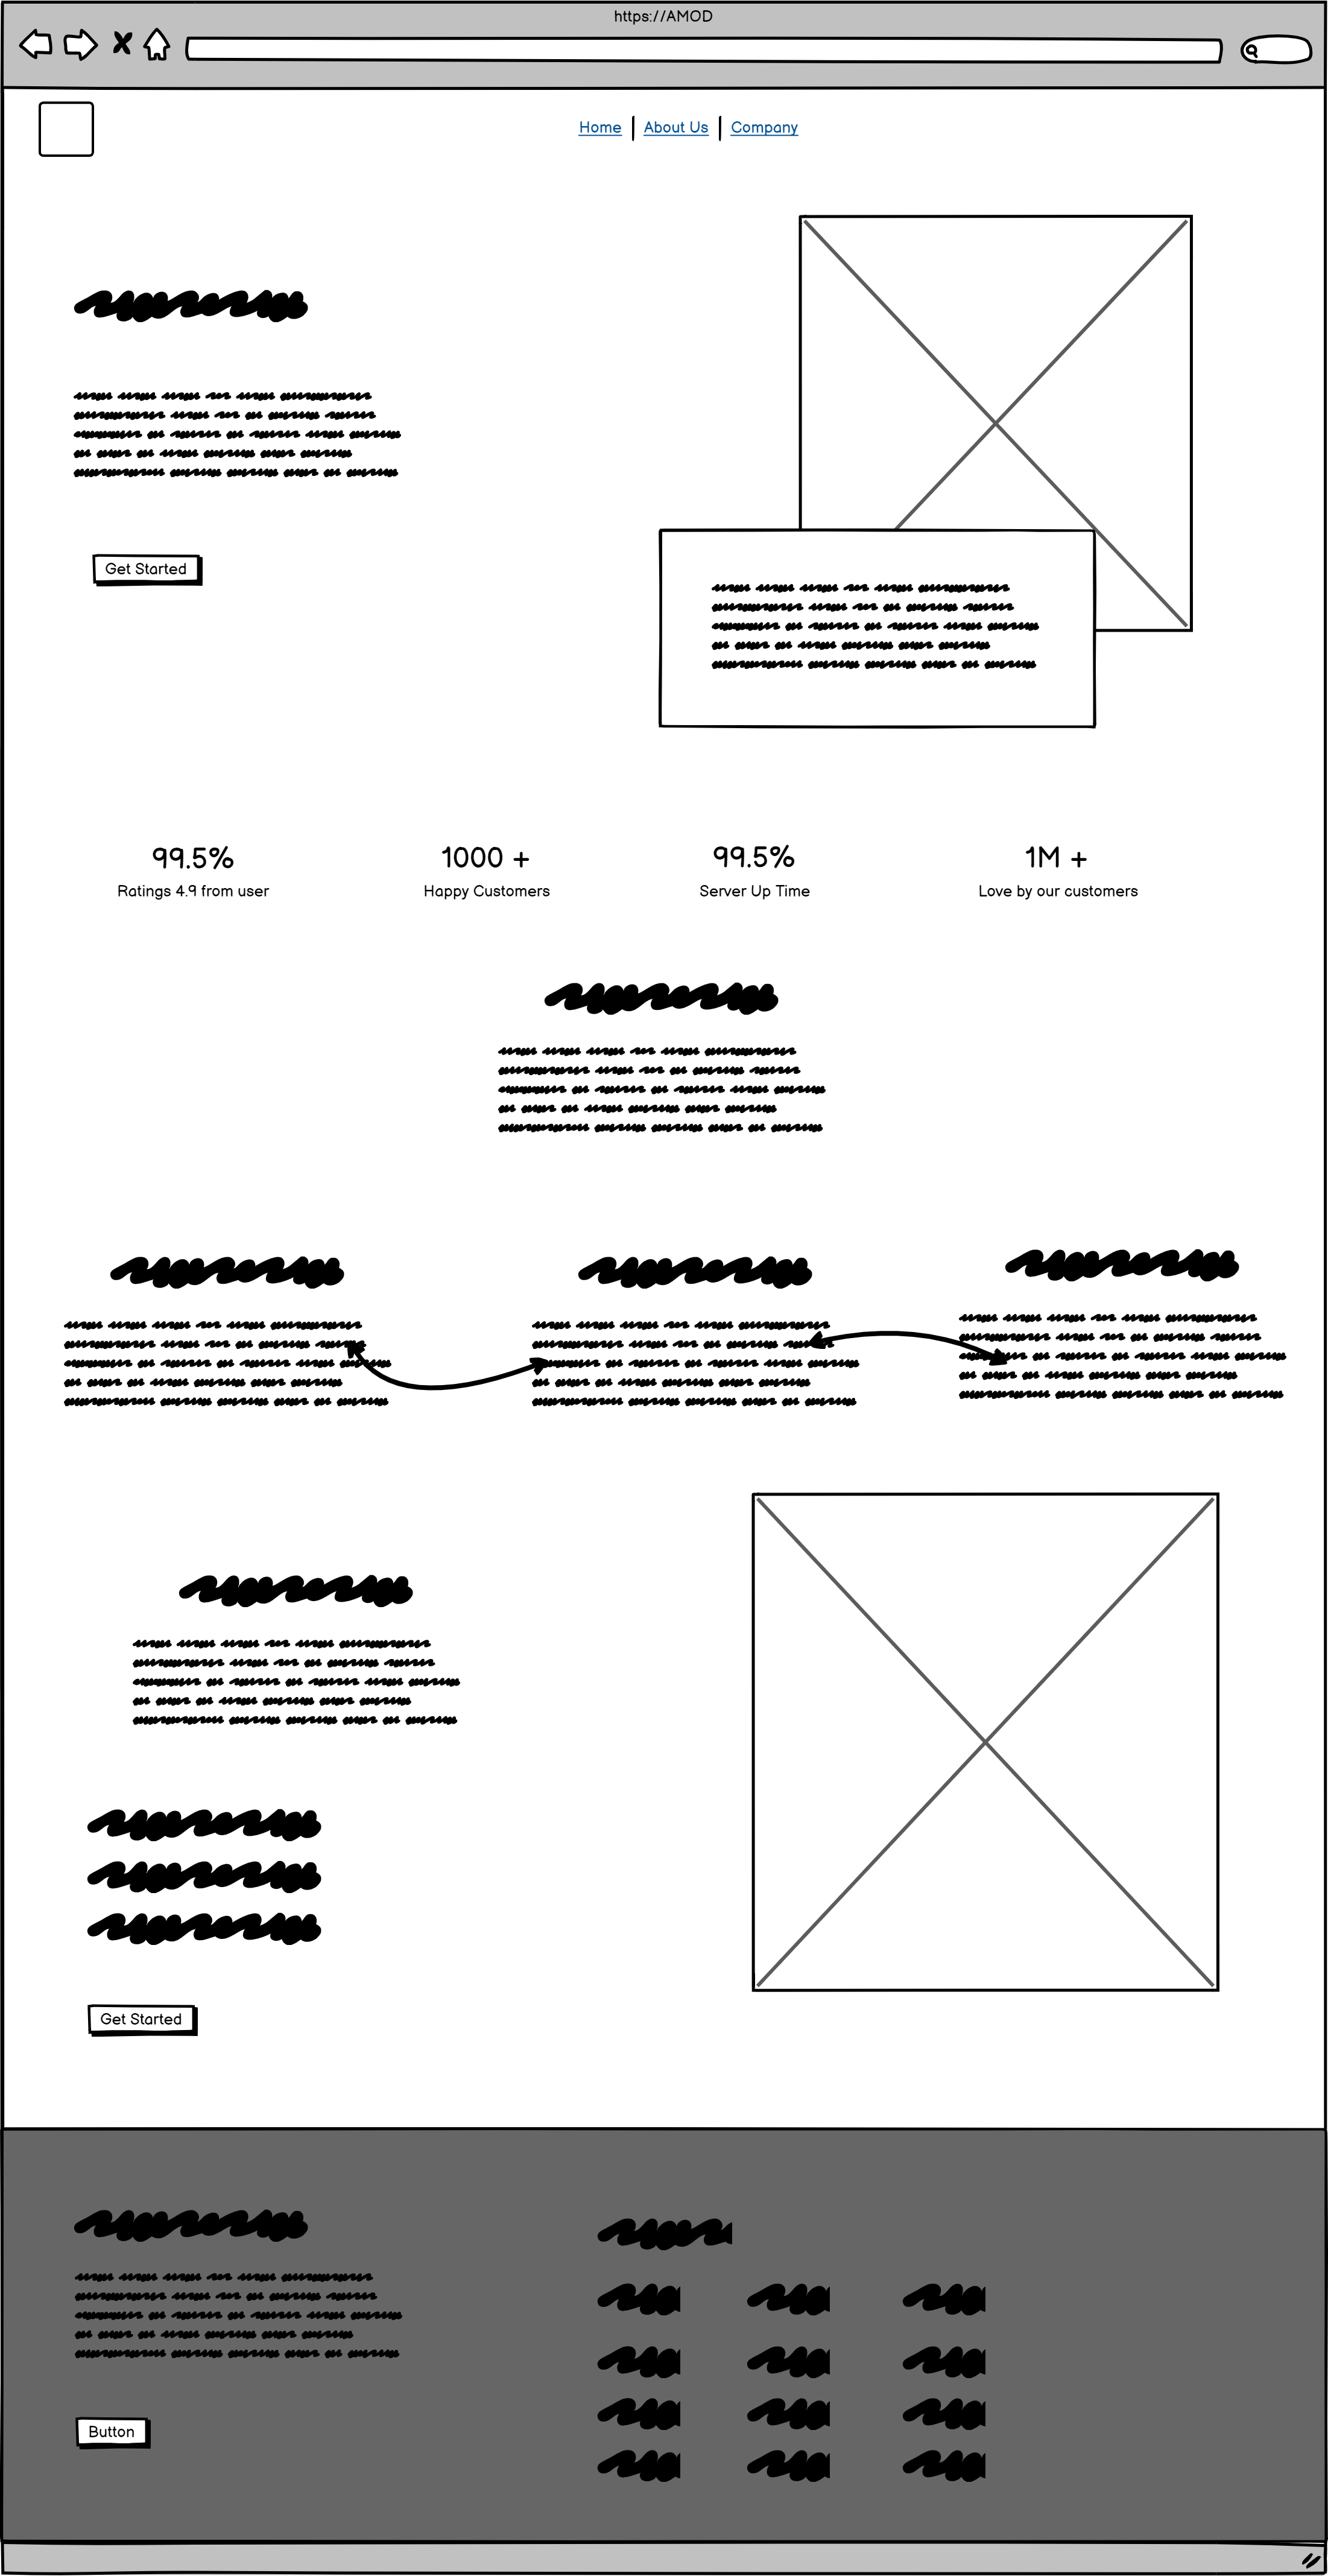 https://AMOD
Home | About Us | Company
Get Started
99.5% 1000 + 99.5% 1M +
Ratings 4.9 from user Happy Customers Server Up Time Love by our customers
Get Started
Button